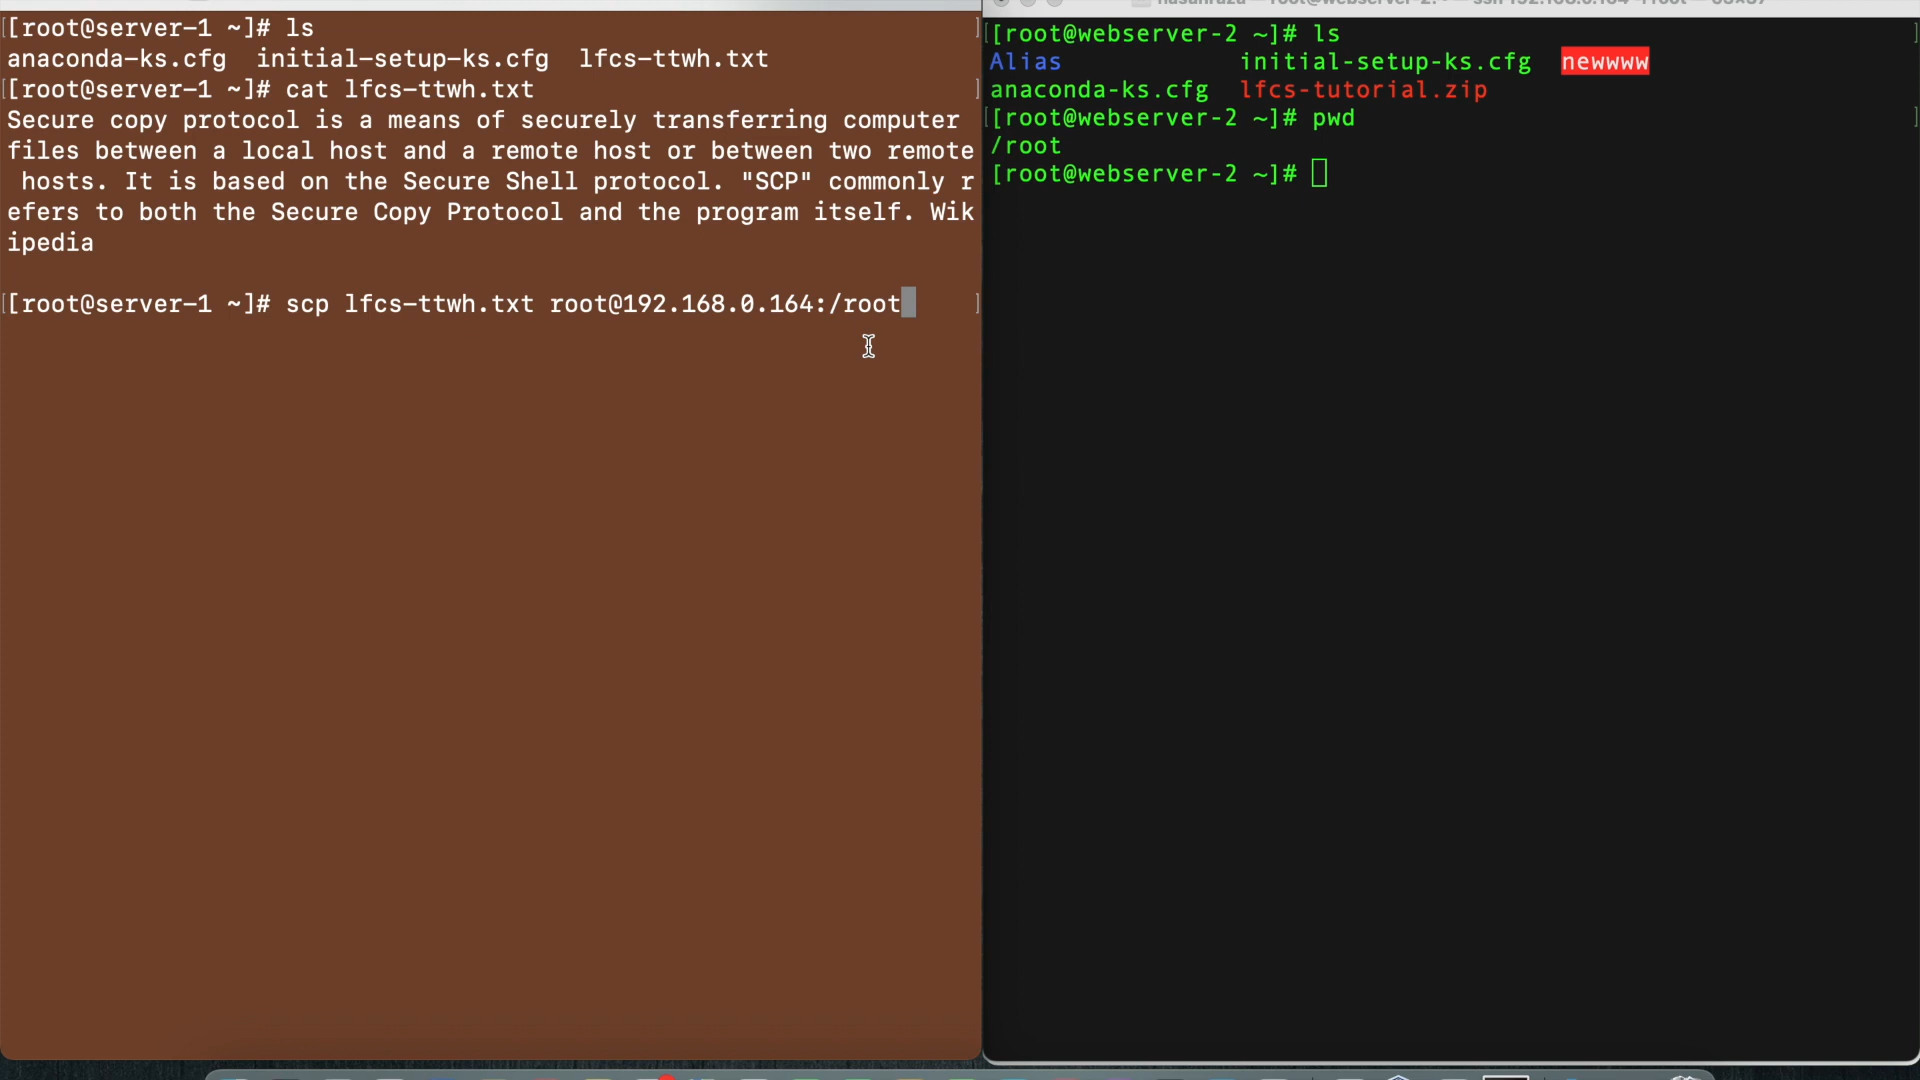 [[root@server-1 ~]# ls
anaconda-ks.cfg  initial-setup-ks.cfg  lfcs-ttwh.txt
[[root@server-1 ~]# cat lfcs-ttwh.txt
Secure copy protocol is a means of securely transferring computer
files between a local host and a remote host or between two remote
 hosts. It is based on the Secure Shell protocol. "SCP" commonly r
efers to both the Secure Copy Protocol and the program itself. Wik
ipedia
[[root@server-1 ~]# scp lfcs-ttwh.txt root@192.168.0.164:/root
[[root@webserver-2 ~]# ls
Alias            initial-setup-ks.cfg  newwww
anaconda-ks.cfg  lfcs-tutorial.zip
[[root@webserver-2 ~]# pwd
/root
[root@webserver-2 ~]#